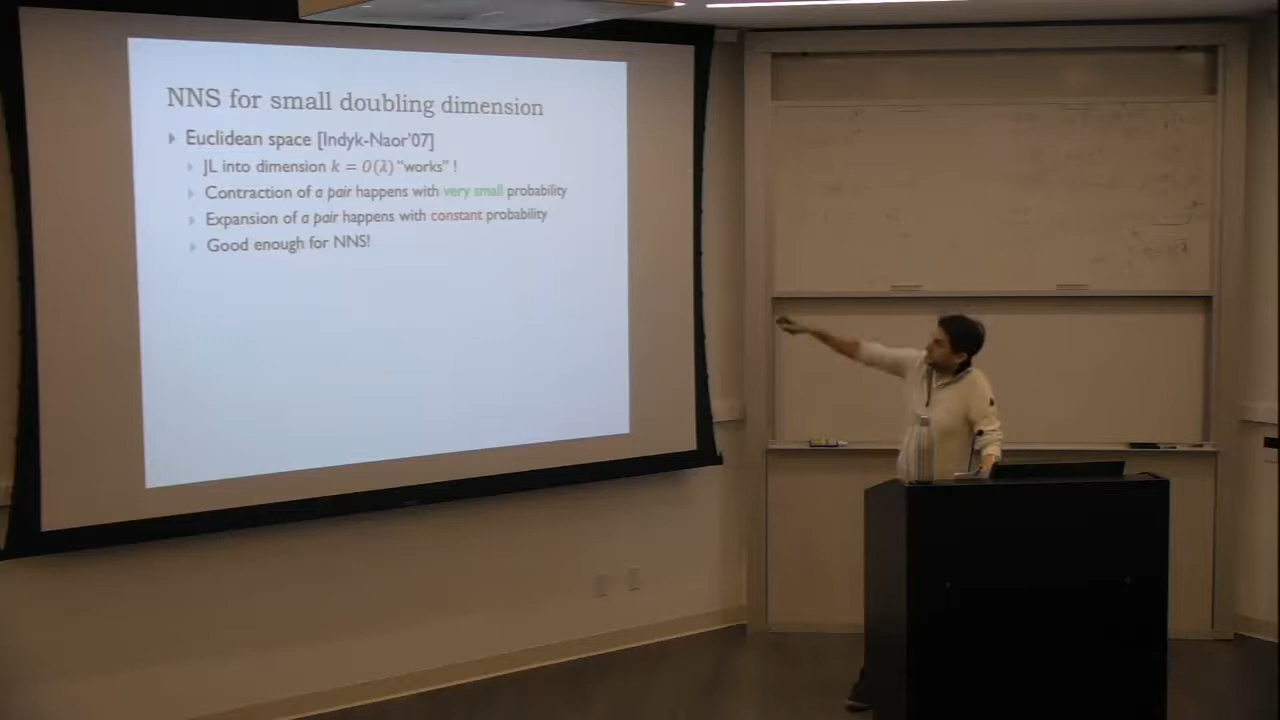 NNS for small doubling dimension
Euclidean space [Indyk-Naor'07]
JL into dimension k = O(λ) "works" !
Contraction of a pair happens with very small probability
Expansion of a pair happens with constant probability
Good enough for NNS!